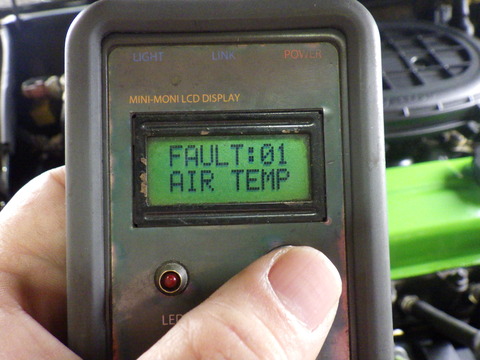 LIGHT LINK POWER
MINI-MONI LCD DISPLAY
FAULT:01
AIR TEMP